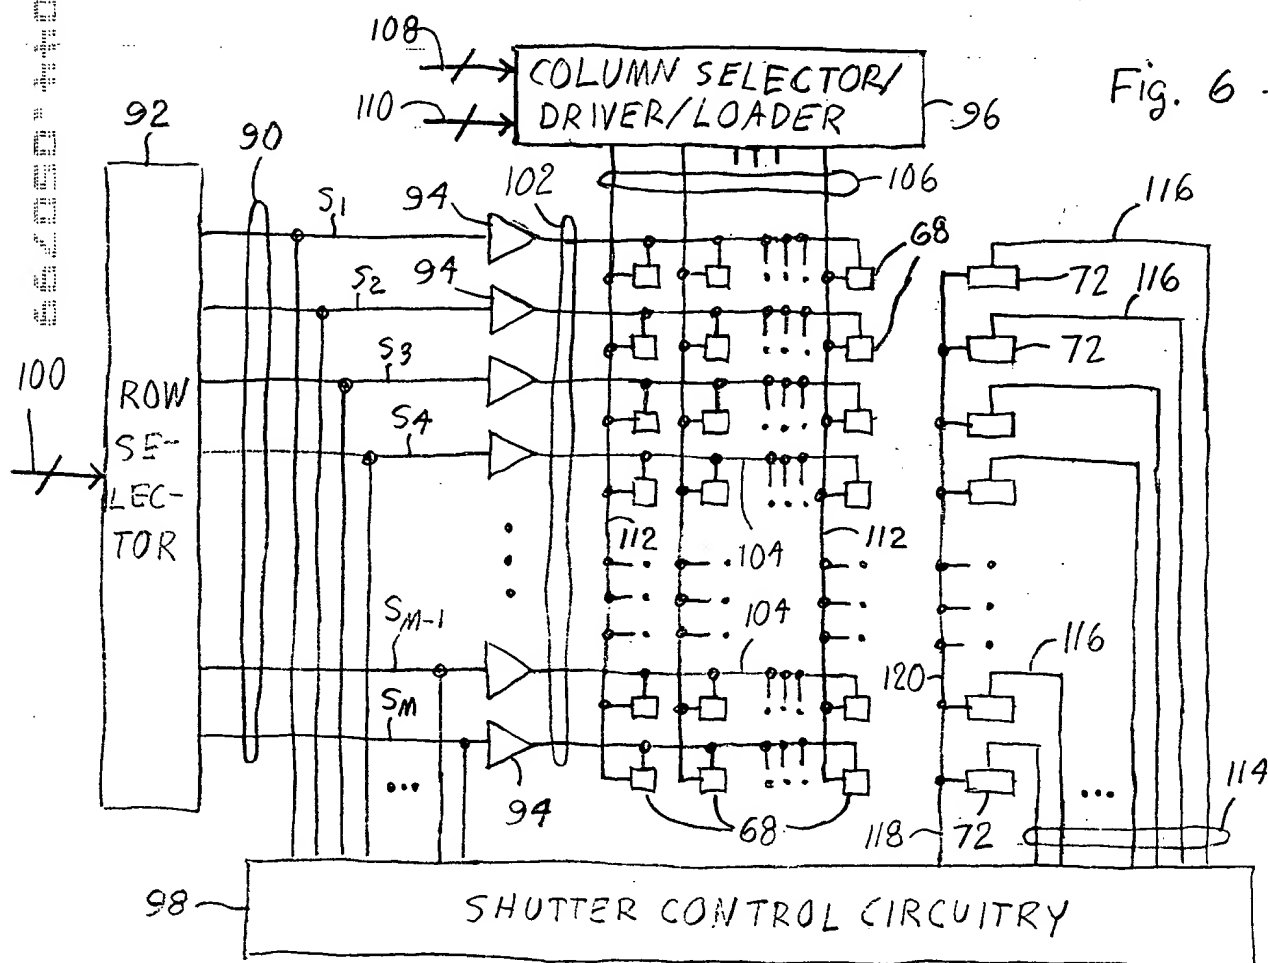 108
COLUMN SELECTOR/
DRIVER/LOADER
110
96
Fig. 6
92
90
102
106
116
S1
94
68
S2
94
72
116
S3
72
100
ROW
SE-
LEC-
TOR
S4
112
104
112
SM-1
104
116
120
SM
94
68
118
72
114
98
SHUTTER CONTROL CIRCUITRY